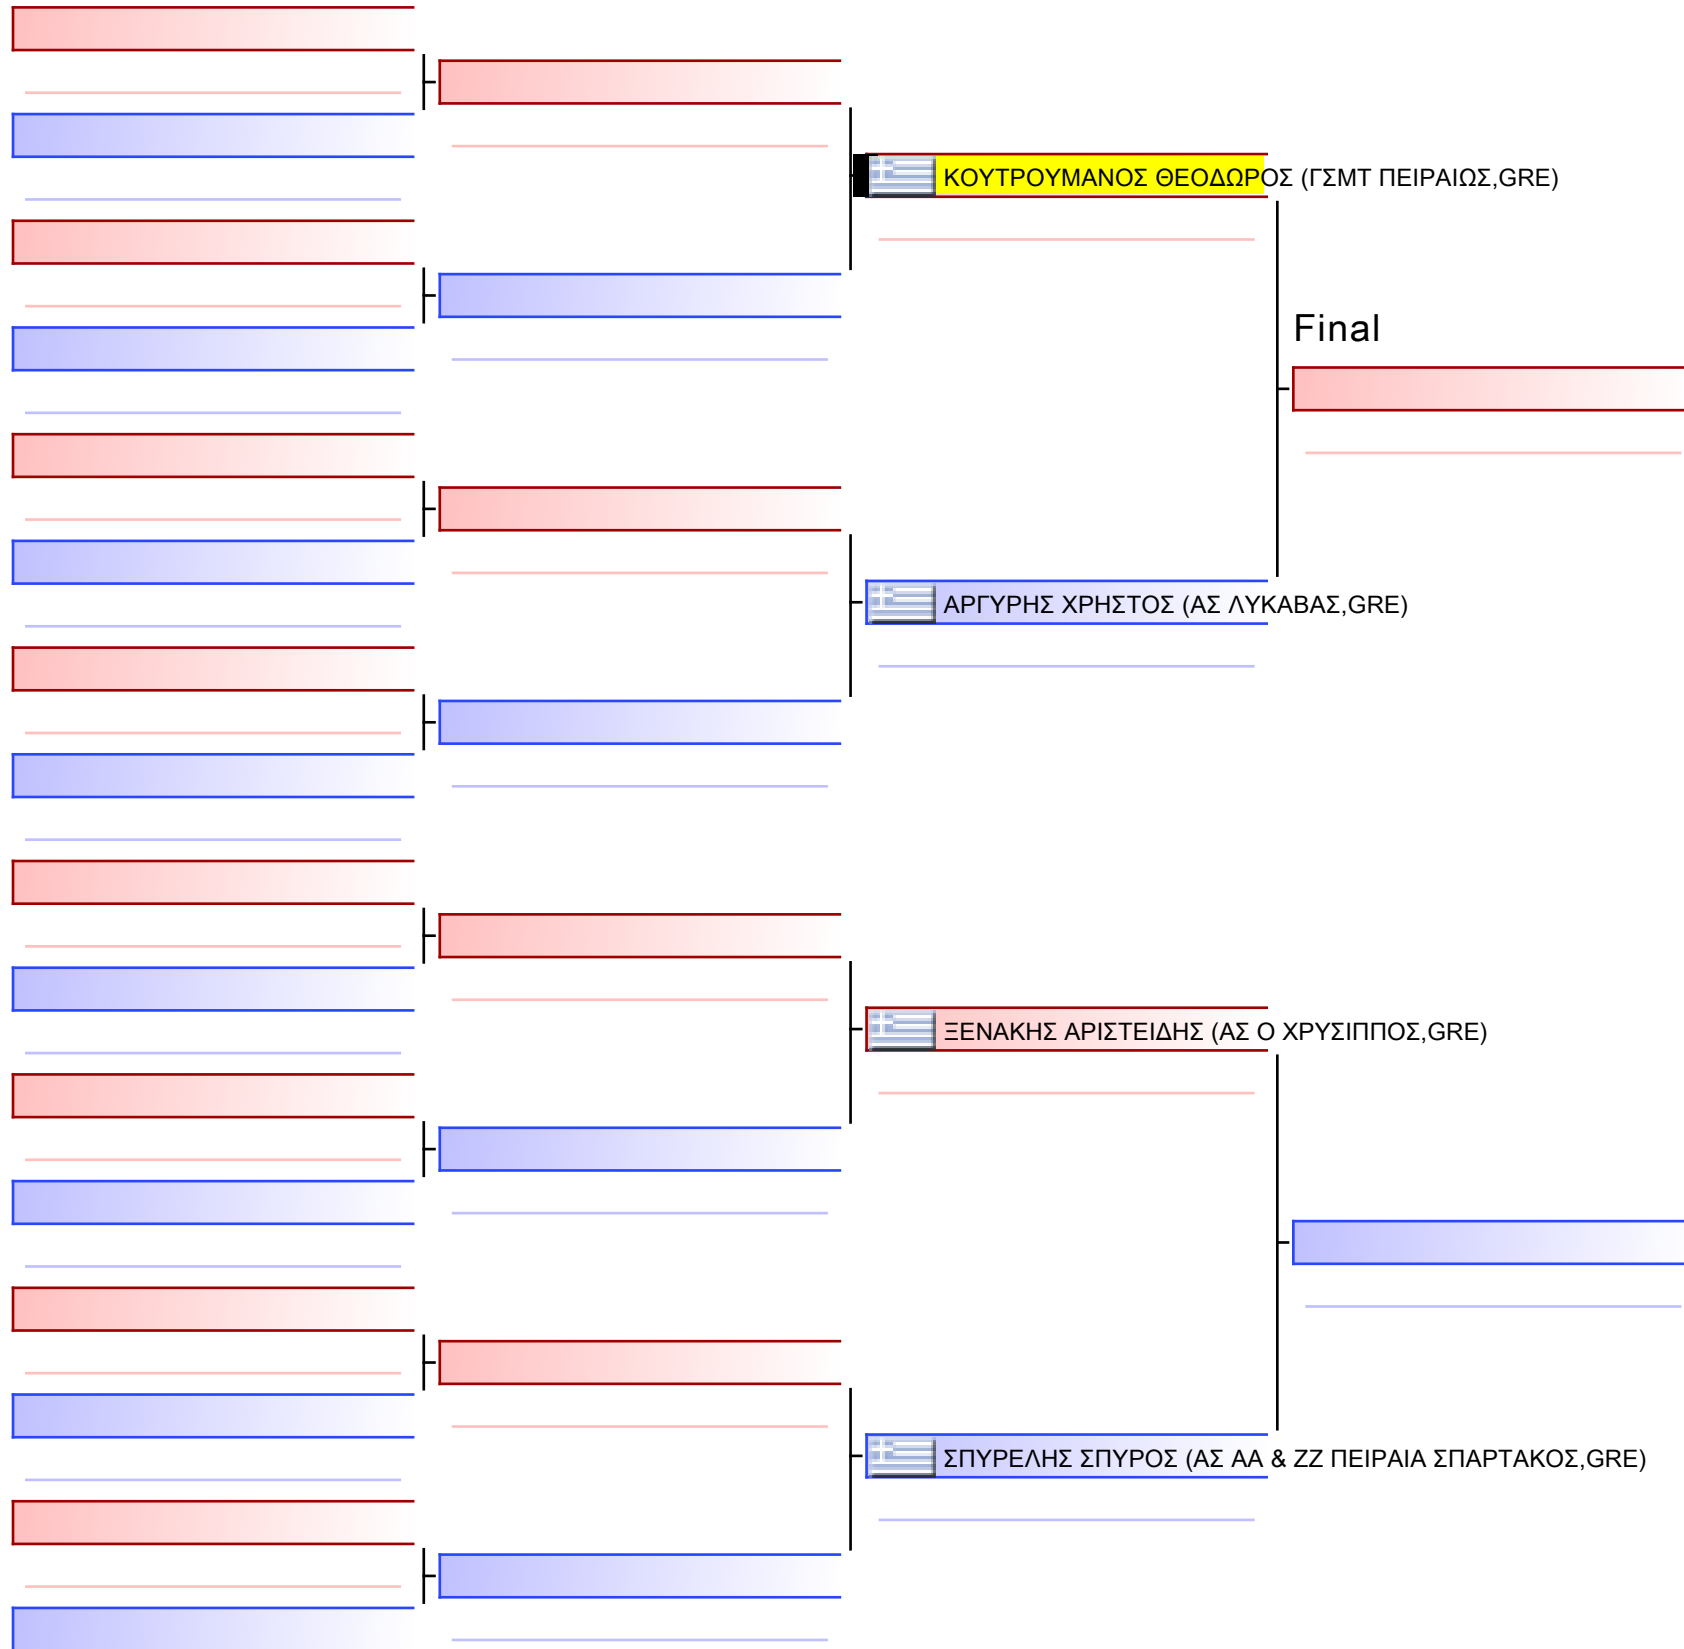 ΚΟΥΤΡΟΥΜΑΝΟΣ ΘΕΟΔΩΡΟΣ (ΓΣΜΤ ΠΕΙΡΑΙΩΣ,GRE)
Final
ΑΡΓΥΡΗΣ ΧΡΗΣΤΟΣ (ΑΣ ΛΥΚΑΒΑΣ,GRE)
ΞΕΝΑΚΗΣ ΑΡΙΣΤΕΙΔΗΣ (ΑΣ Ο ΧΡΥΣΙΠΠΟΣ,GRE)
ΣΠΥΡΕΛΗΣ ΣΠΥΡΟΣ (ΑΣ ΑΑ & ΖΖ ΠΕΙΡΑΙΑ ΣΠΑΡΤΑΚΟΣ,GRE)